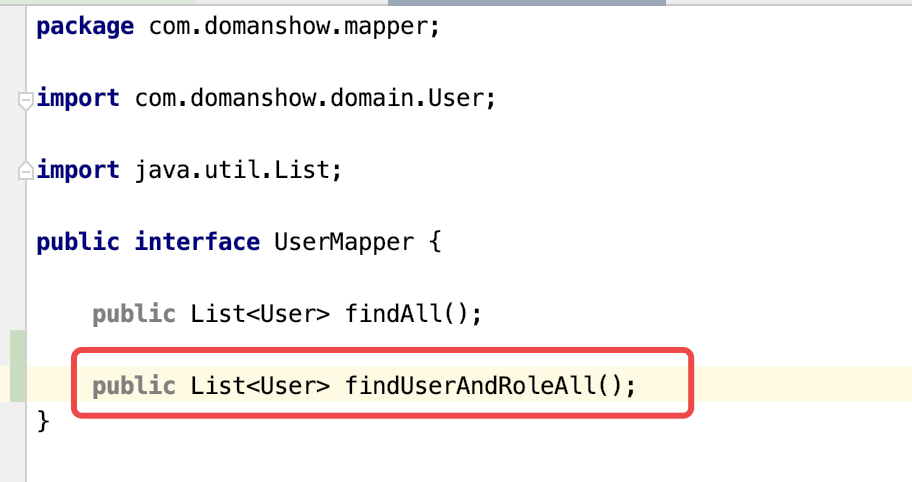 package com.domanshow.mapper;
import com.domanshow.domain.User;
import java.util.List;
public interface UserMapper {
public List<User> findAll();
public List<User> findUserAndRoleAll();
}